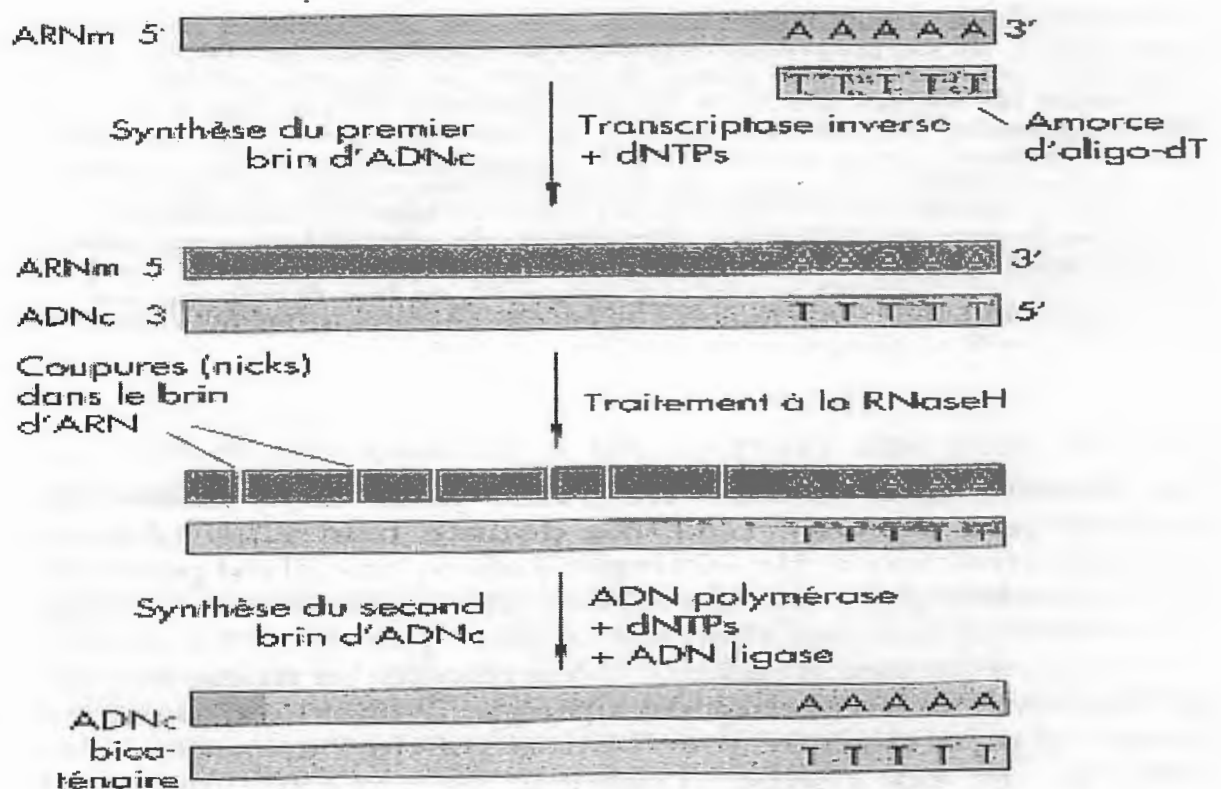 ARNm 5' A A A A A 3'
T T T T T
Synthèse du premier
brin d'ADNc
Transcriptase inverse
+ dNTPs
Amorce
d'oligo-dT
ARNm 5 A A A A A 3'
ADNc 3 T T T T T 5'
Coupures (nicks)
dans le brin
d'ARN
Traitement à la RNaseH
A A A A A
T T T T T
Synthèse du second
brin d'ADNc
ADN polymérase
+ dNTPs
+ ADN ligase
ADNc
bica-
ténaire
A A A A A
T T T T T